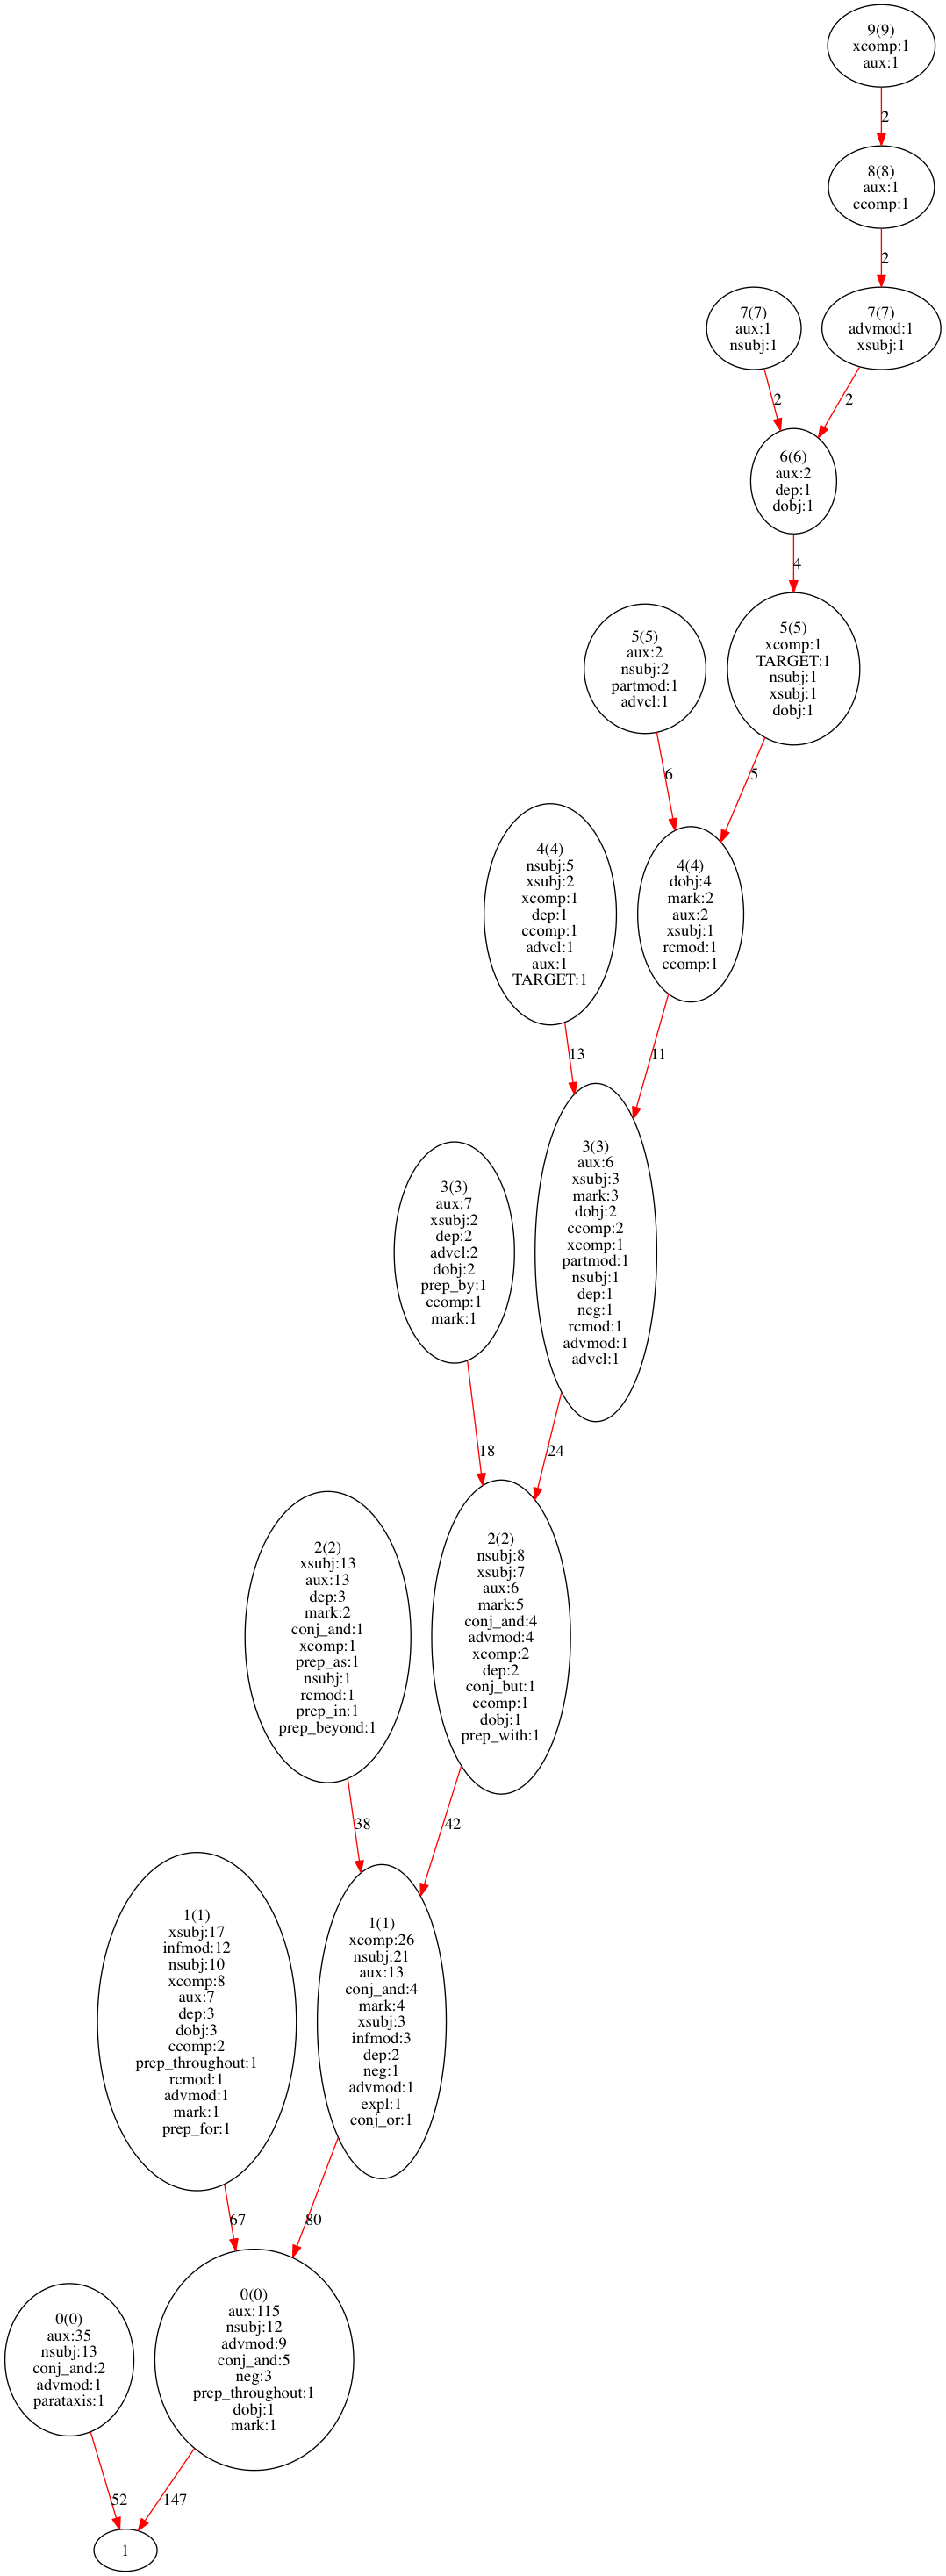 9(9)
xcomp:1
aux:1
2
8(8)
aux:1
ccomp:1
2
7(7)
aux:1
nsubj:1
7(7)
advmod:1
xsubj:1
2
2
6(6)
aux:2
dep:1
dobj:1
4
5(5)
aux:2
nsubj:2
partmod:1
advcl:1
5(5)
xcomp:1
TARGET:1
nsubj:1
xsubj:1
dobj:1
6
5
4(4)
nsubj:5
xsubj:2
xcomp:1
dep:1
ccomp:1
advcl:1
aux:1
TARGET:1
4(4)
dobj:4
mark:2
aux:2
xsubj:1
rcmod:1
ccomp:1
13
11
3(3)
aux:7
xsubj:2
dep:2
advcl:2
dobj:2
prep_by:1
ccomp:1
mark:1
3(3)
aux:6
xsubj:3
mark:3
dobj:2
ccomp:2
xcomp:1
partmod:1
nsubj:1
dep:1
neg:1
rcmod:1
advmod:1
advcl:1
18
24
2(2)
xsubj:13
aux:13
dep:3
mark:2
conj_and:1
xcomp:1
prep_as:1
nsubj:1
rcmod:1
prep_in:1
prep_beyond:1
2(2)
nsubj:8
xsubj:7
aux:6
mark:5
conj_and:4
advmod:4
xcomp:2
dep:2
conj_but:1
ccomp:1
dobj:1
prep_with:1
38
42
1(1)
xsubj:17
infmod:12
nsubj:10
xcomp:8
aux:7
dep:3
dobj:3
ccomp:2
prep_throughout:1
rcmod:1
advmod:1
mark:1
prep_for:1
1(1)
xcomp:26
nsubj:21
aux:13
conj_and:4
mark:4
xsubj:3
infmod:3
dep:2
neg:1
advmod:1
expl:1
conj_or:1
67
80
0(0)
aux:35
nsubj:13
conj_and:2
advmod:1
parataxis:1
0(0)
aux:115
nsubj:12
advmod:9
conj_and:5
neg:3
prep_throughout:1
dobj:1
mark:1
52
147
1